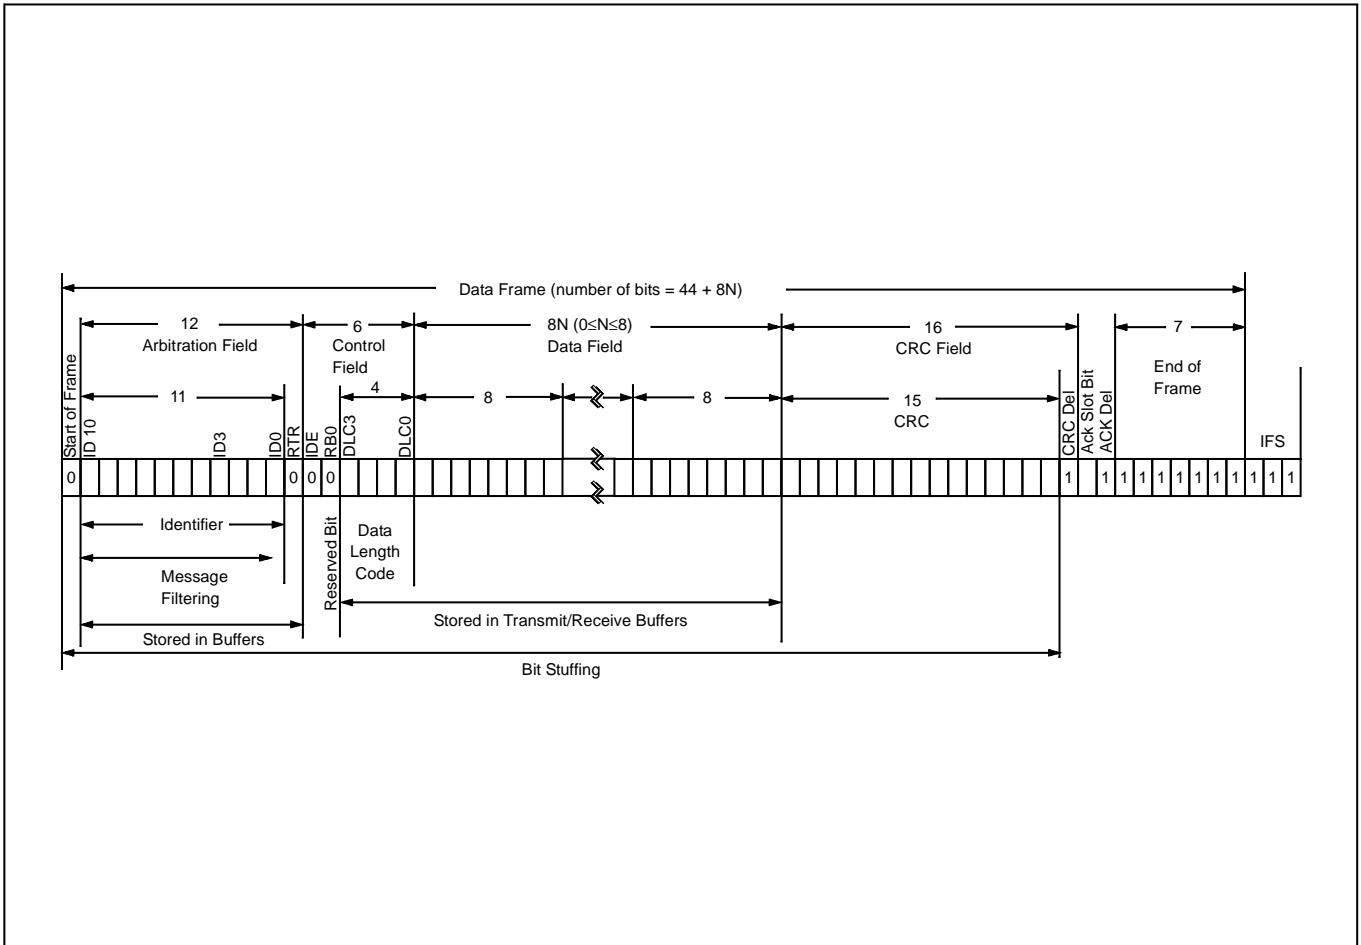 Data Frame (number of bits = 44 + 8N)
12
Arbitration Field
6
Control
Field
8N (0≤N≤8)
Data Field
16
CRC Field
7
End of
Frame
11
4
8
8
15
CRC
Start of Frame
ID 10
ID3
ID0
RTR
IDE
RB0
DLC3
DLC0
CRC Del
Ack Slot Bit
ACK Del
IFS
0 0 0 0 1 1 1 1 1 1 1 1 1 1 1 1
Identifier
Message
Filtering
Stored in Buffers
Reserved Bit
Data
Length
Code
Stored in Transmit/Receive Buffers
Bit Stuffing